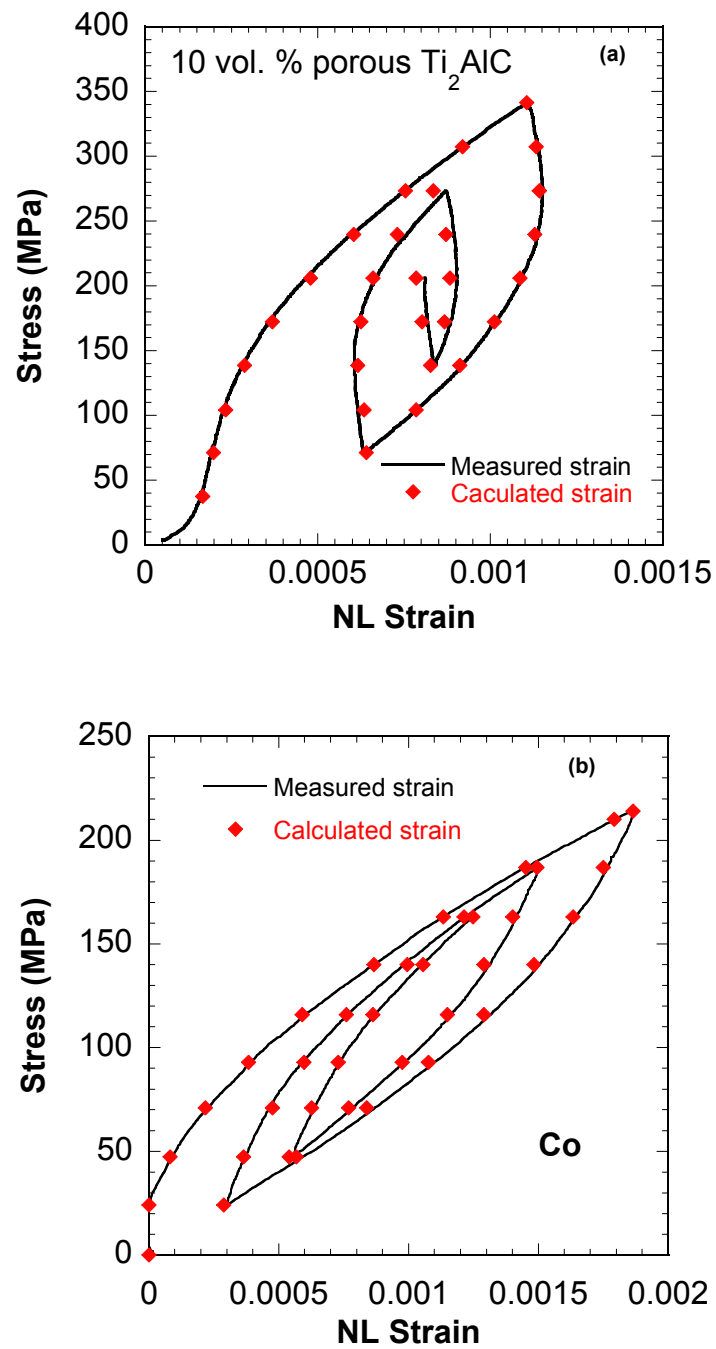 400
350
300
250
200
150
100
50
0
Stress (MPa)
10 vol. % porous Ti₂AlC
(a)
Measured strain
Caculated strain
0 0.0005 0.001 0.0015
NL Strain
250
200
150
100
50
0
Stress (MPa)
Measured strain
(b)
Calculated strain
Co
0 0.0005 0.001 0.0015 0.002
NL Strain